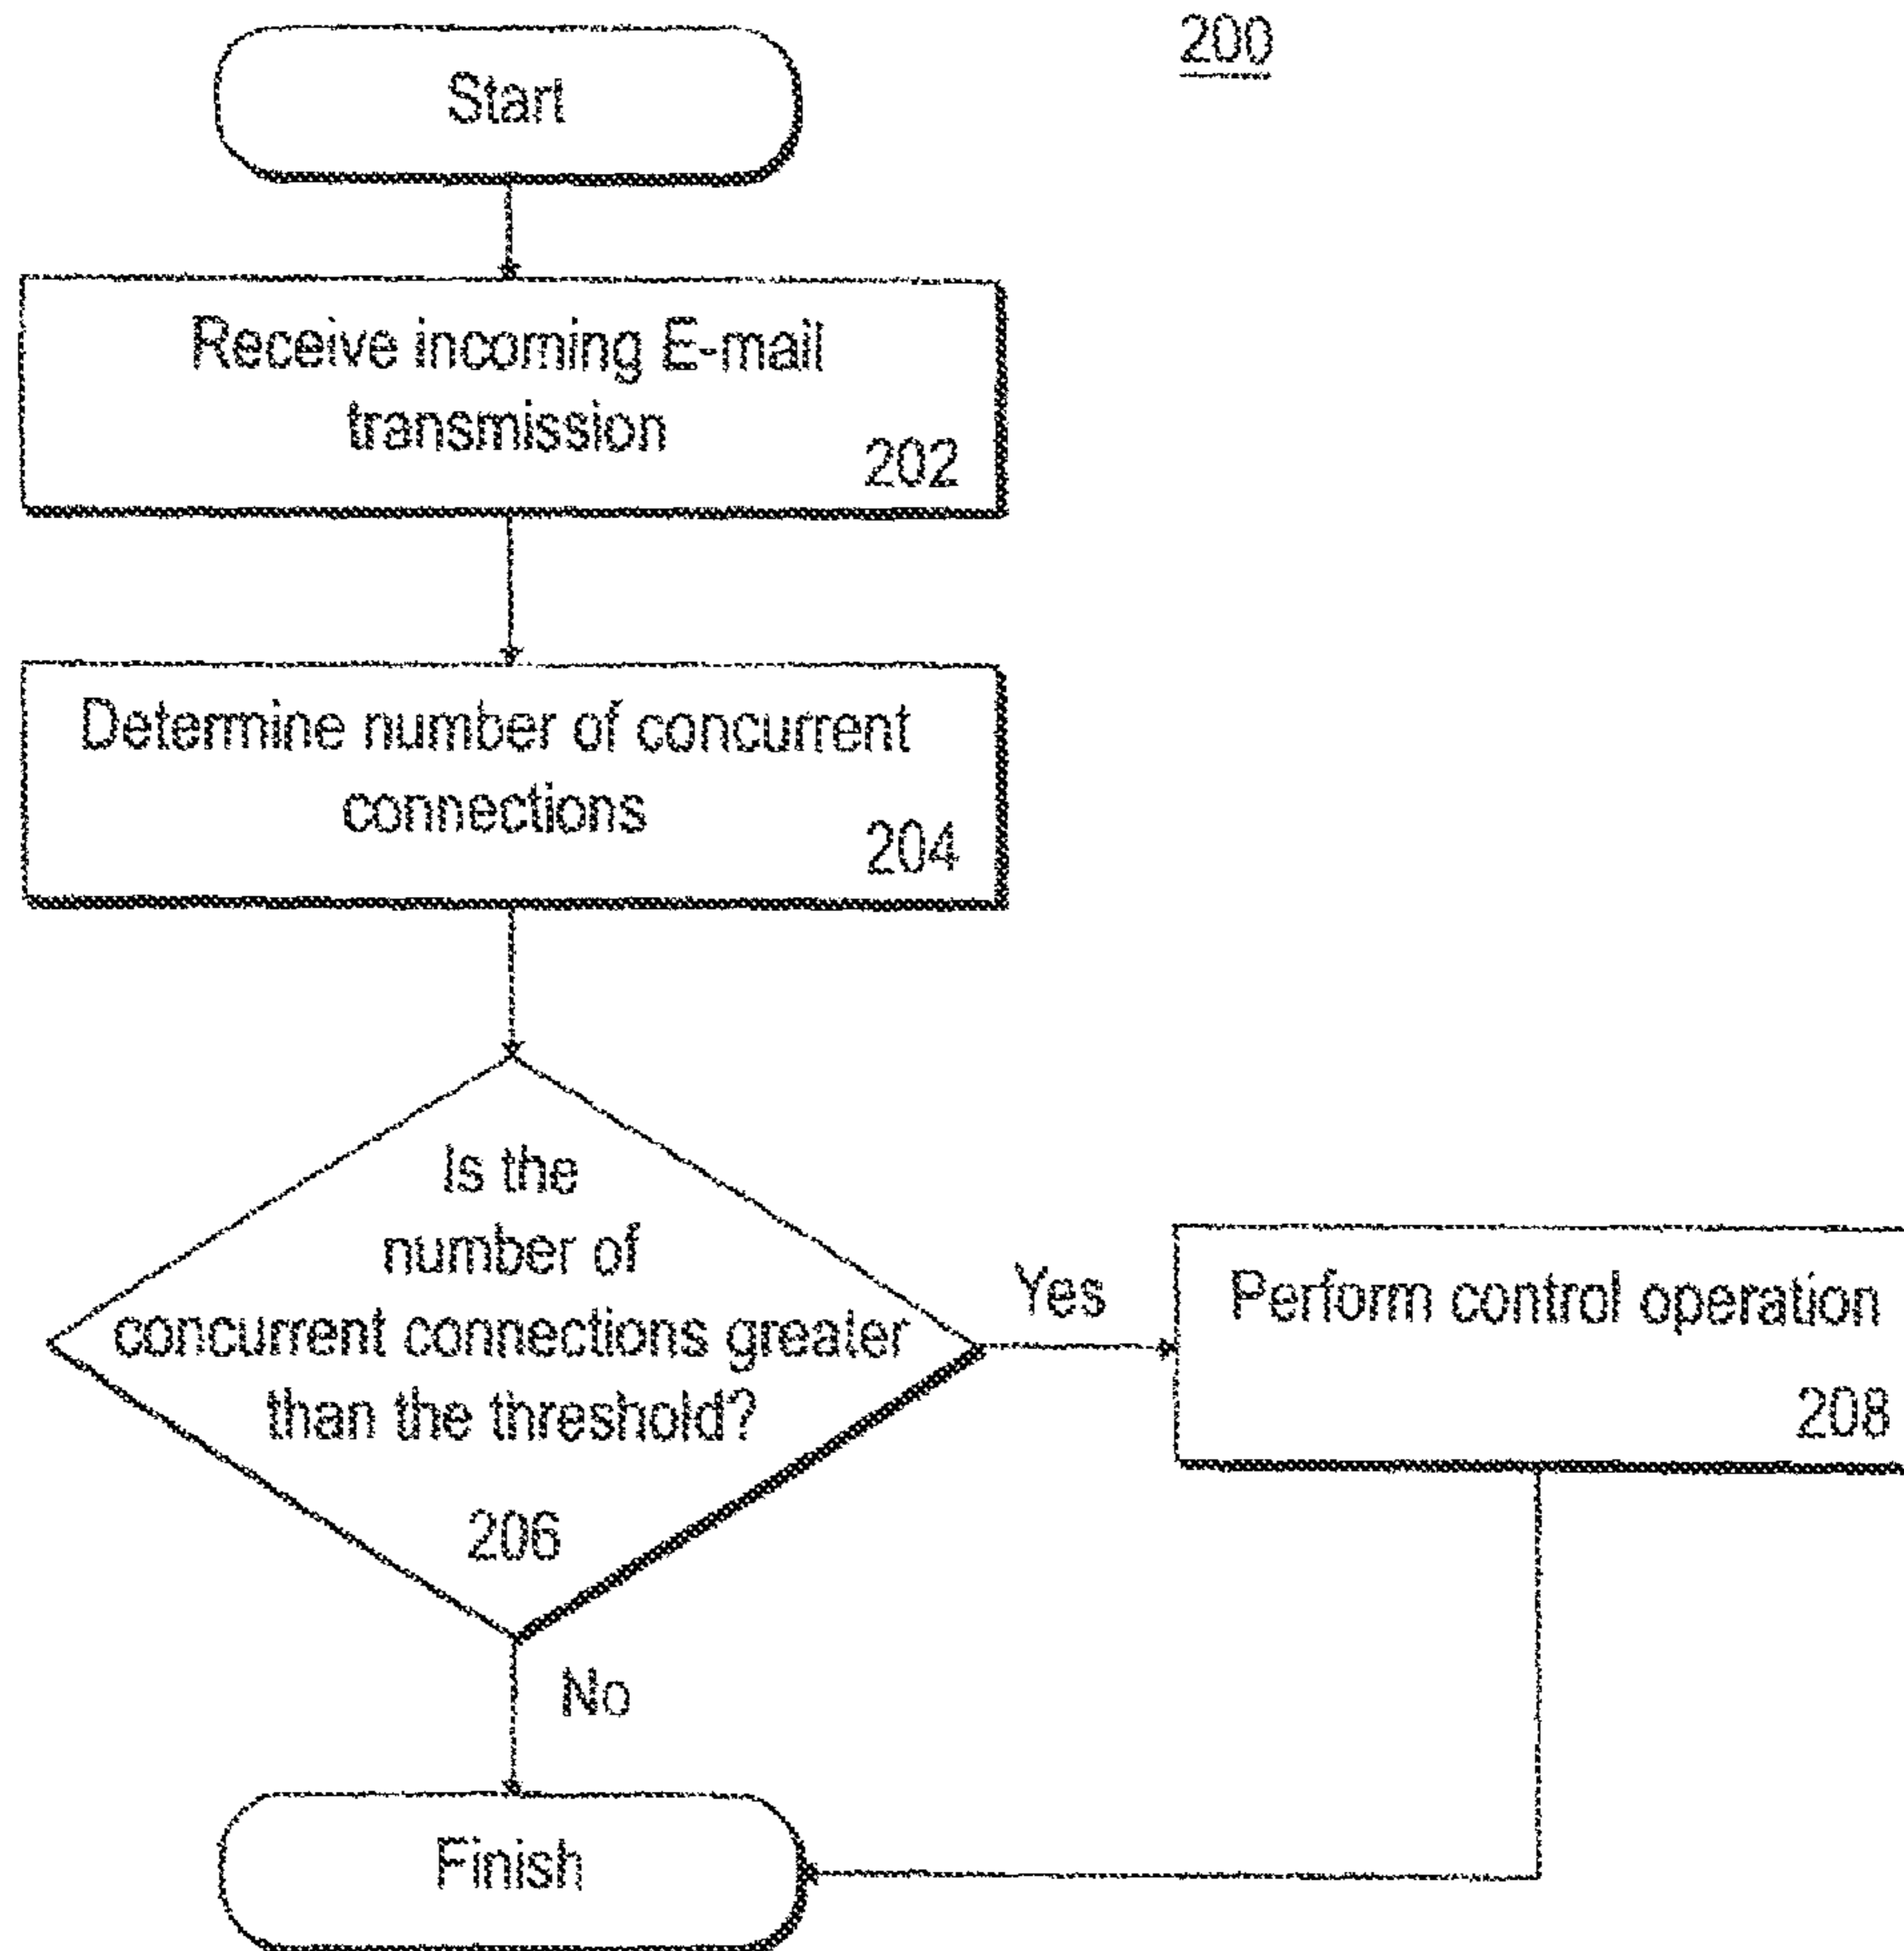 200
Start
Receive incoming E-mail
transmission
202
Determine number of concurrent
connections
204
Is the
number of
concurrent connections greater
than the threshold?
206
Yes
Perform control operation
208
No
Finish